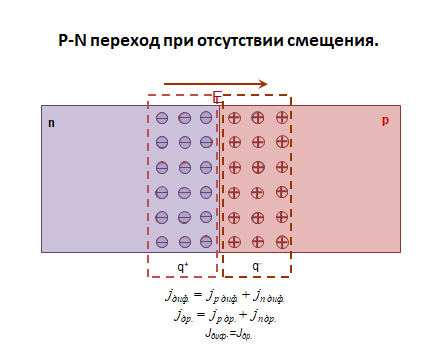 P-N переход при отсутствии смещения.
E
n
p
q⁺
q⁻
jдиф. = jp диф. + jn диф.
jдр. = jp др. + jn др.
Jдиф.=Jдр.